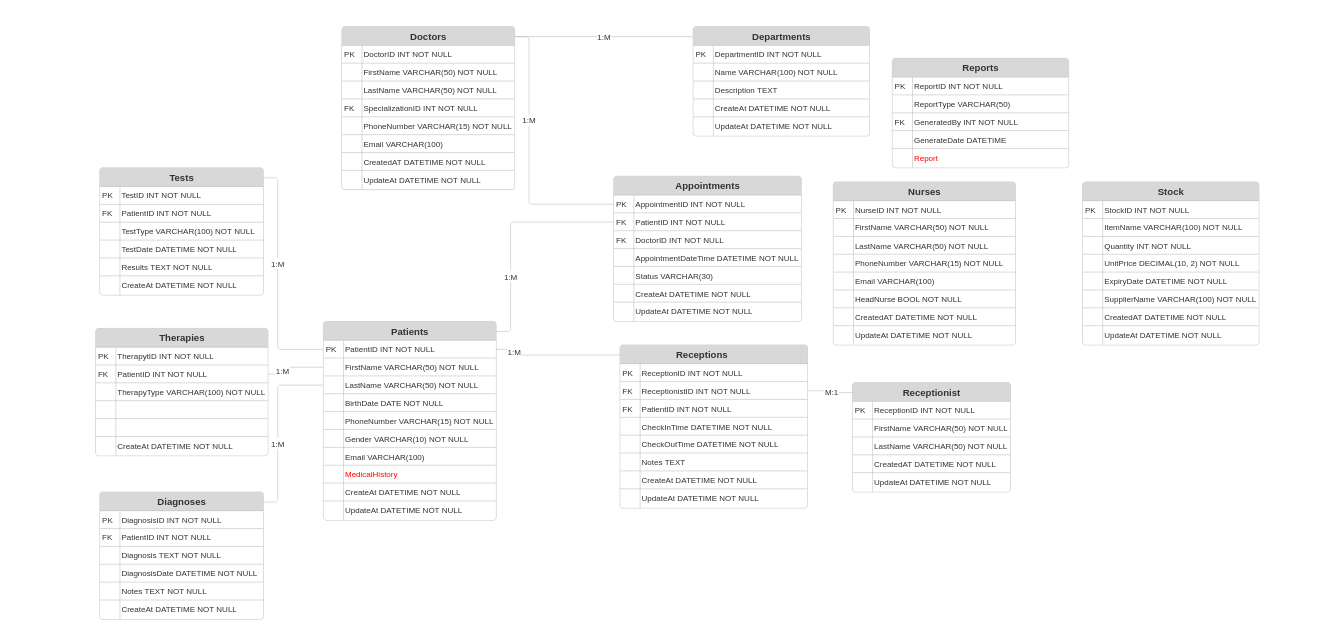 Doctors
PK DoctorID INT NOT NULL
FirstName VARCHAR(50) NOT NULL
LastName VARCHAR(50) NOT NULL
FK SpecializationID INT NOT NULL
PhoneNumber VARCHAR(15) NOT NULL
Email VARCHAR(100)
CreatedAT DATETIME NOT NULL
UpdateAt DATETIME NOT NULL
1:M
1:M
Departments
PK DepartmentID INT NOT NULL
Name VARCHAR(100) NOT NULL
Description TEXT
CreateAt DATETIME NOT NULL
UpdateAt DATETIME NOT NULL
Reports
PK ReportID INT NOT NULL
ReportType VARCHAR(50)
FK GeneratedBy INT NOT NULL
GenerateDate DATETIME
Report
Tests
PK TestID INT NOT NULL
FK PatientID INT NOT NULL
TestType VARCHAR(100) NOT NULL
TestDate DATETIME NOT NULL
Results TEXT NOT NULL
CreateAt DATETIME NOT NULL
1:M
Appointments
PK AppointmentID INT NOT NULL
FK PatientID INT NOT NULL
FK DoctorID INT NOT NULL
AppointmentDateTime DATETIME NOT NULL
Status VARCHAR(30)
CreateAt DATETIME NOT NULL
UpdateAt DATETIME NOT NULL
1:M
Nurses
PK NurseID INT NOT NULL
FirstName VARCHAR(50) NOT NULL
LastName VARCHAR(50) NOT NULL
PhoneNumber VARCHAR(15) NOT NULL
Email VARCHAR(100)
HeadNurse BOOL NOT NULL
CreatedAT DATETIME NOT NULL
UpdateAt DATETIME NOT NULL
Stock
PK StockID INT NOT NULL
ItemName VARCHAR(100) NOT NULL
Quantity INT NOT NULL
UnitPrice DECIMAL(10, 2) NOT NULL
ExpiryDate DATETIME NOT NULL
SupplierName VARCHAR(100) NOT NULL
CreatedAT DATETIME NOT NULL
UpdateAt DATETIME NOT NULL
Therapies
PK TherapytID INT NOT NULL
FK PatientID INT NOT NULL
TherapyType VARCHAR(100) NOT NULL
CreateAt DATETIME NOT NULL
1:M
1:M
Patients
PK PatientID INT NOT NULL
FirstName VARCHAR(50) NOT NULL
LastName VARCHAR(50) NOT NULL
BirthDate DATE NOT NULL
PhoneNumber VARCHAR(15) NOT NULL
Gender VARCHAR(10) NOT NULL
Email VARCHAR(100)
MedicalHistory
CreateAt DATETIME NOT NULL
UpdateAt DATETIME NOT NULL
1:M
Receptions
PK ReceptionID INT NOT NULL
FK ReceptionistID INT NOT NULL
FK PatientID INT NOT NULL
CheckInTime DATETIME NOT NULL
CheckOutTime DATETIME NOT NULL
Notes TEXT
CreateAt DATETIME NOT NULL
UpdateAt DATETIME NOT NULL
M:1
Receptionist
PK ReceptionID INT NOT NULL
FirstName VARCHAR(50) NOT NULL
LastName VARCHAR(50) NOT NULL
CreatedAT DATETIME NOT NULL
UpdateAt DATETIME NOT NULL
Diagnoses
PK DiagnosisID INT NOT NULL
FK PatientID INT NOT NULL
Diagnosis TEXT NOT NULL
DiagnosisDate DATETIME NOT NULL
Notes TEXT NOT NULL
CreateAt DATETIME NOT NULL